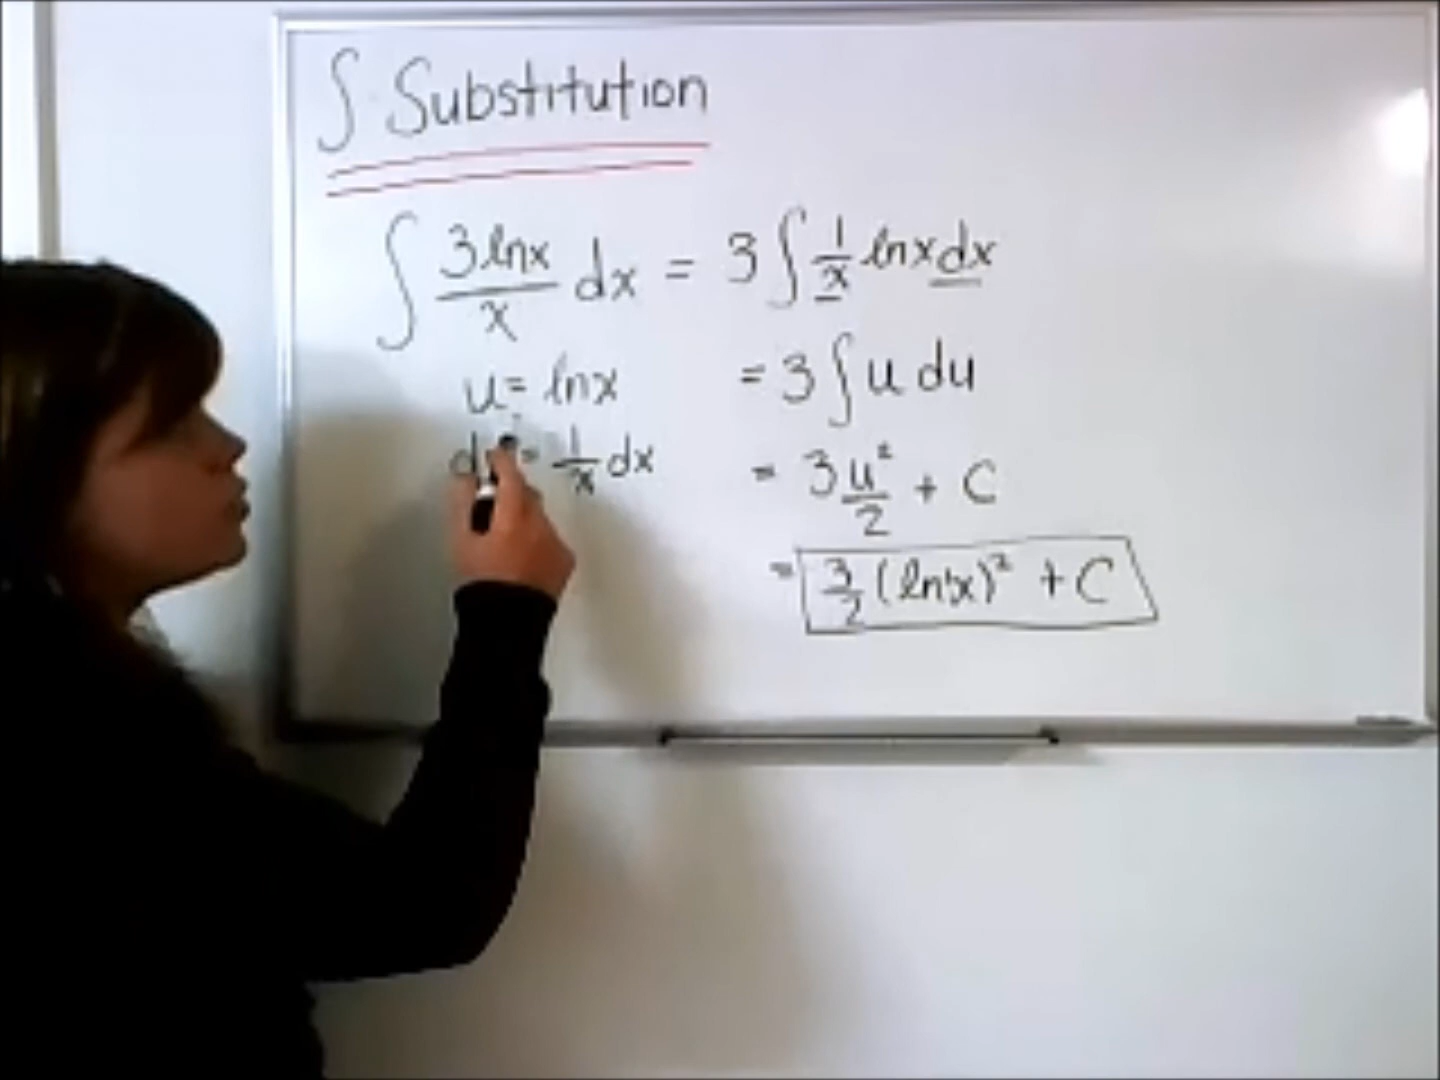 ∫ Substitution
∫ 3lnx/x dx = 3 ∫ 1/x lnx dx
u = lnx
du = 1/x dx
= 3 ∫ u du
= 3 u²/2 + C
= 3/2 (lnx)² + C